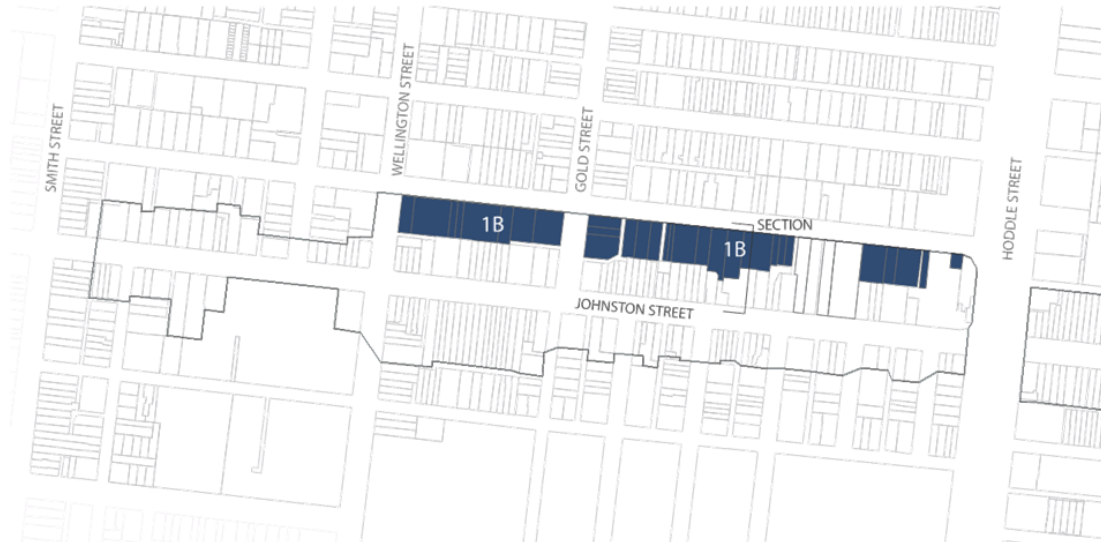 SMITH STREET
WELLINGTON STREET
GOLD STREET
HODDLE STREET
SECTION
1B
1B
JOHNSTON STREET